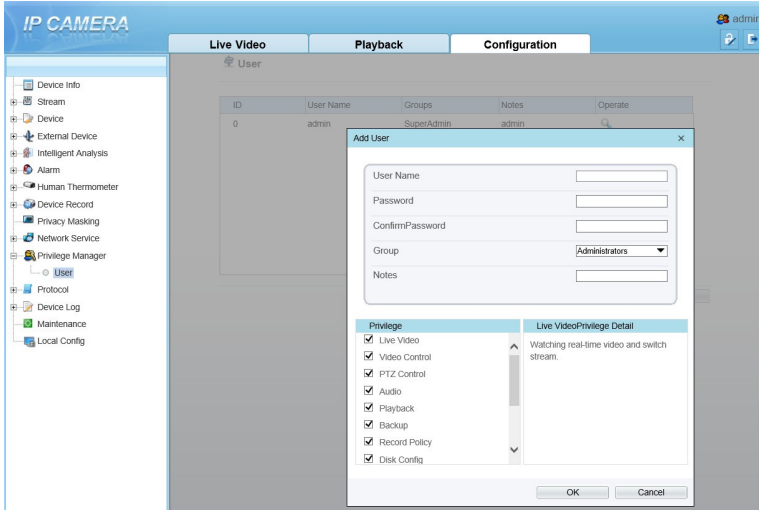 IP CAMERA
admin
Live Video
Playback
Configuration
User
Device Info
Stream
Device
External Device
Intelligent Analysis
Alarm
Human Thermometer
Device Record
Privacy Masking
Network Service
Privilege Manager
User
Protocol
Device Log
Maintenance
Local Config
ID User Name Groups Notes Operate
0 admin SuperAdmin admin
Add User ×
User Name
Password
ConfirmPassword
Group Administrators
Notes
Privilege
Live Video
Video Control
PTZ Control
Audio
Playback
Backup
Record Policy
Disk Config
Live VideoPrivilege Detail
Watching real-time video and switch
stream.
OK Cancel